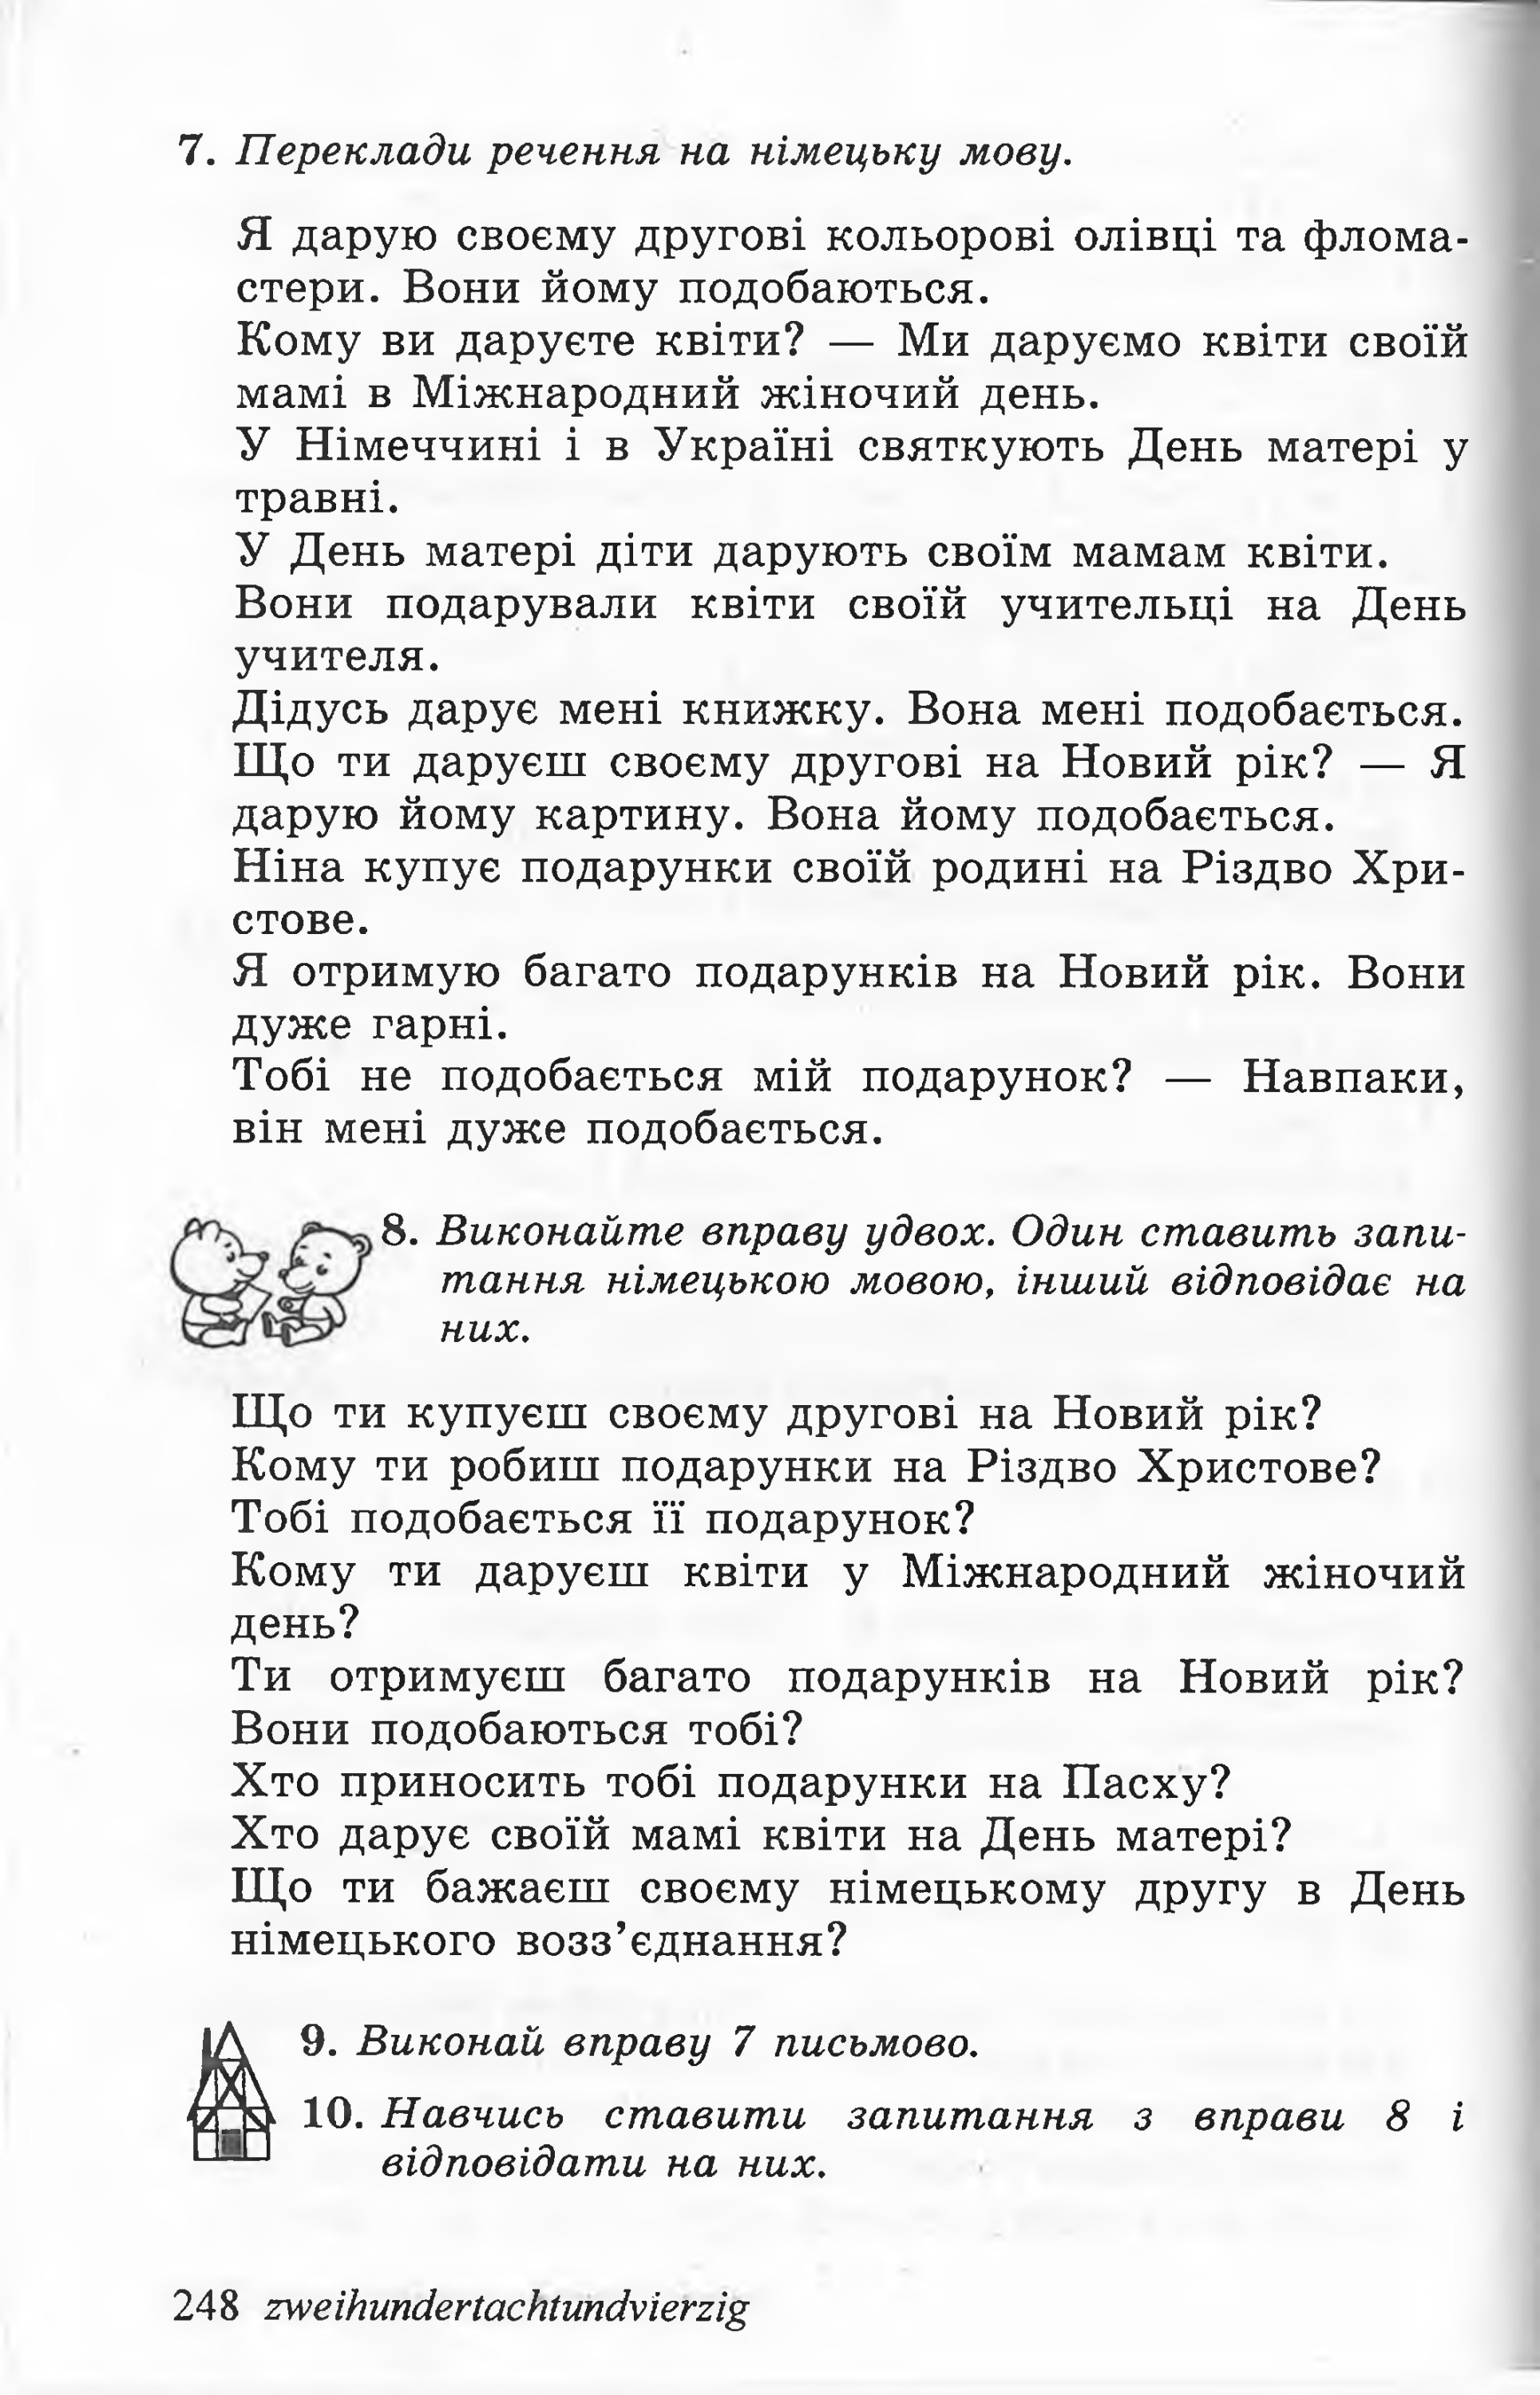 7. Переклади речення на німецьку мову.
Я дарую своєму другові кольорові олівці та флома-
стери. Вони йому подобаються.
Кому ви даруєте квіти? — Ми даруємо квіти своїй
мамі в Міжнародний жіночий день.
У Німеччині і в Україні святкують День матері у
травні.
У День матері діти дарують своїм мамам квіти.
Вони подарували квіти своїй учительці на День
учителя.
Дідусь дарує мені книжку. Вона мені подобається.
Що ти даруєш своєму другові на Новий рік? — Я
дарую йому картину. Вона йому подобається.
Ніна купує подарунки своїй родині на Різдво Хри-
стове.
Я отримую багато подарунків на Новий рік. Вони
дуже гарні.
Тобі не подобається мій подарунок? — Навпаки,
він мені дуже подобається.
8. Виконайте вправу удвох. Один ставить запи-
тання німецькою мовою, інший відповідає на
них.
Що ти купуєш своєму другові на Новий рік?
Кому ти робиш подарунки на Різдво Христове?
Тобі подобається її подарунок?
Кому ти даруєш квіти у Міжнародний жіночий
день?
Ти отримуєш багато подарунків на Новий рік?
Вони подобаються тобі?
Хто приносить тобі подарунки на Пасху?
Хто дарує своїй мамі квіти на День матері?
Що ти бажаєш своєму німецькому другу в День
німецького возз’єднання?
9. Виконай вправу 7 письмово.
10. Навчись ставити запитання з вправи 8 і
відповідати на них.
248 zweihundertachtundvierzig